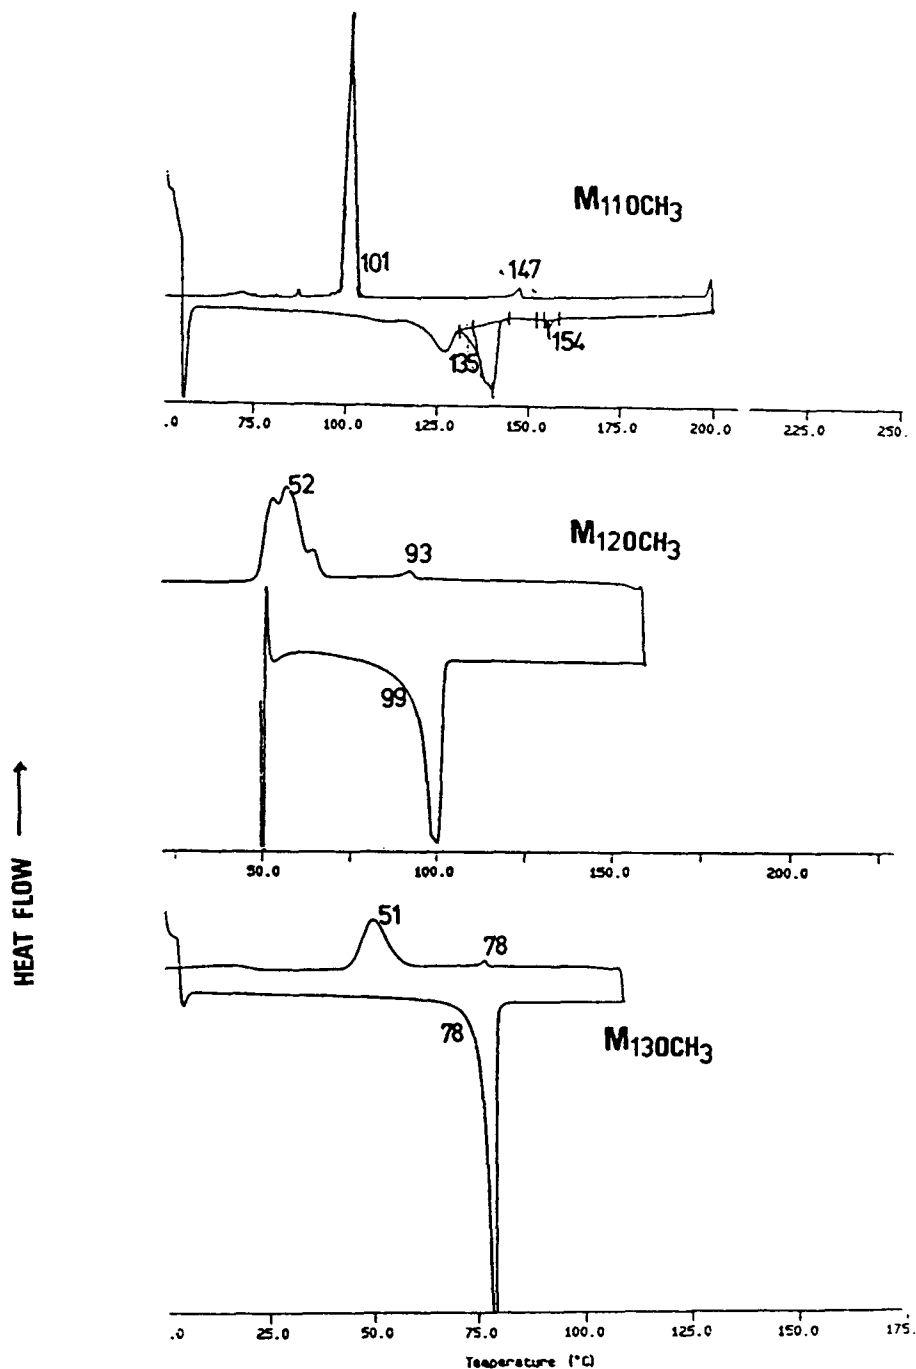 M110CH3
101
147
154
135
.0 75.0 100.0 125.0 150.0 175.0 200.0 225.0 250.
52
M120CH3
93
99
50.0 100.0 150.0 200.0
HEAT FLOW →
51
78
78
M130CH3
.0 25.0 50.0 75.0 100.0 125.0 150.0 175.
Temperature (°C)